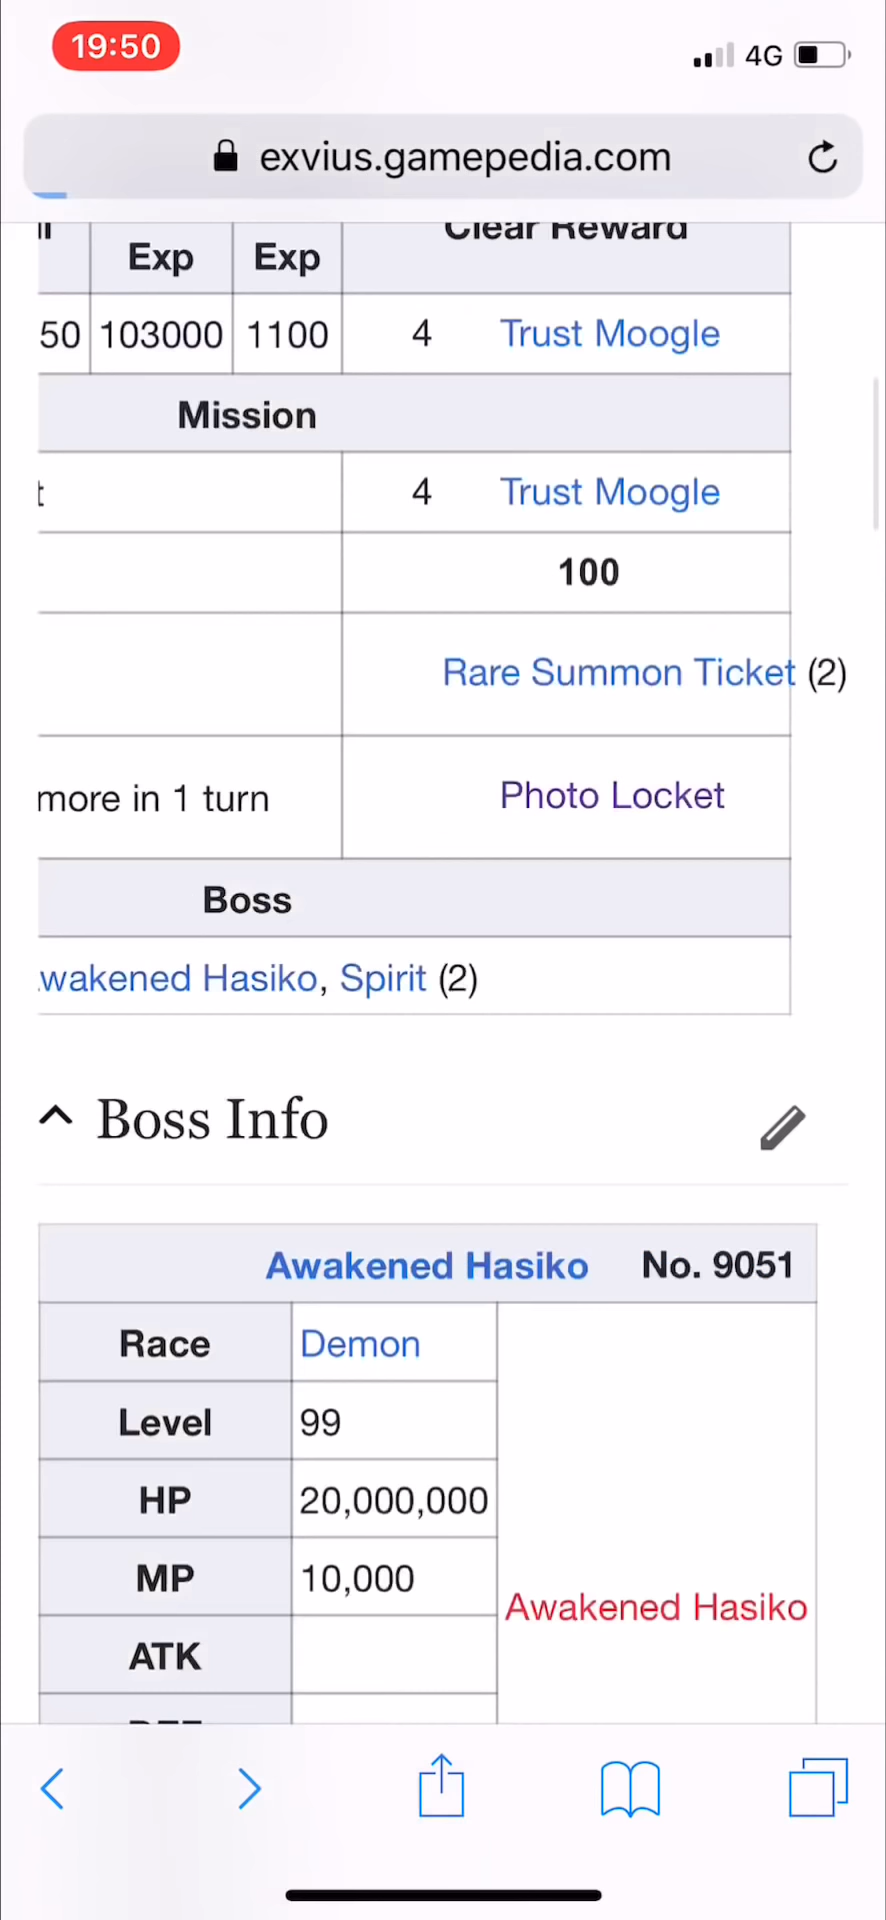 19:50
4G
exvius.gamepedia.com
Exp Exp Clear Reward
50 103000 1100 4 Trust Moogle
Mission
t 4 Trust Moogle
100
Rare Summon Ticket (2)
more in 1 turn Photo Locket
Boss
wakened Hasiko, Spirit (2)
Boss Info
Awakened Hasiko No. 9051
Race Demon
Level 99
HP 20,000,000
MP 10,000
Awakened Hasiko
ATK